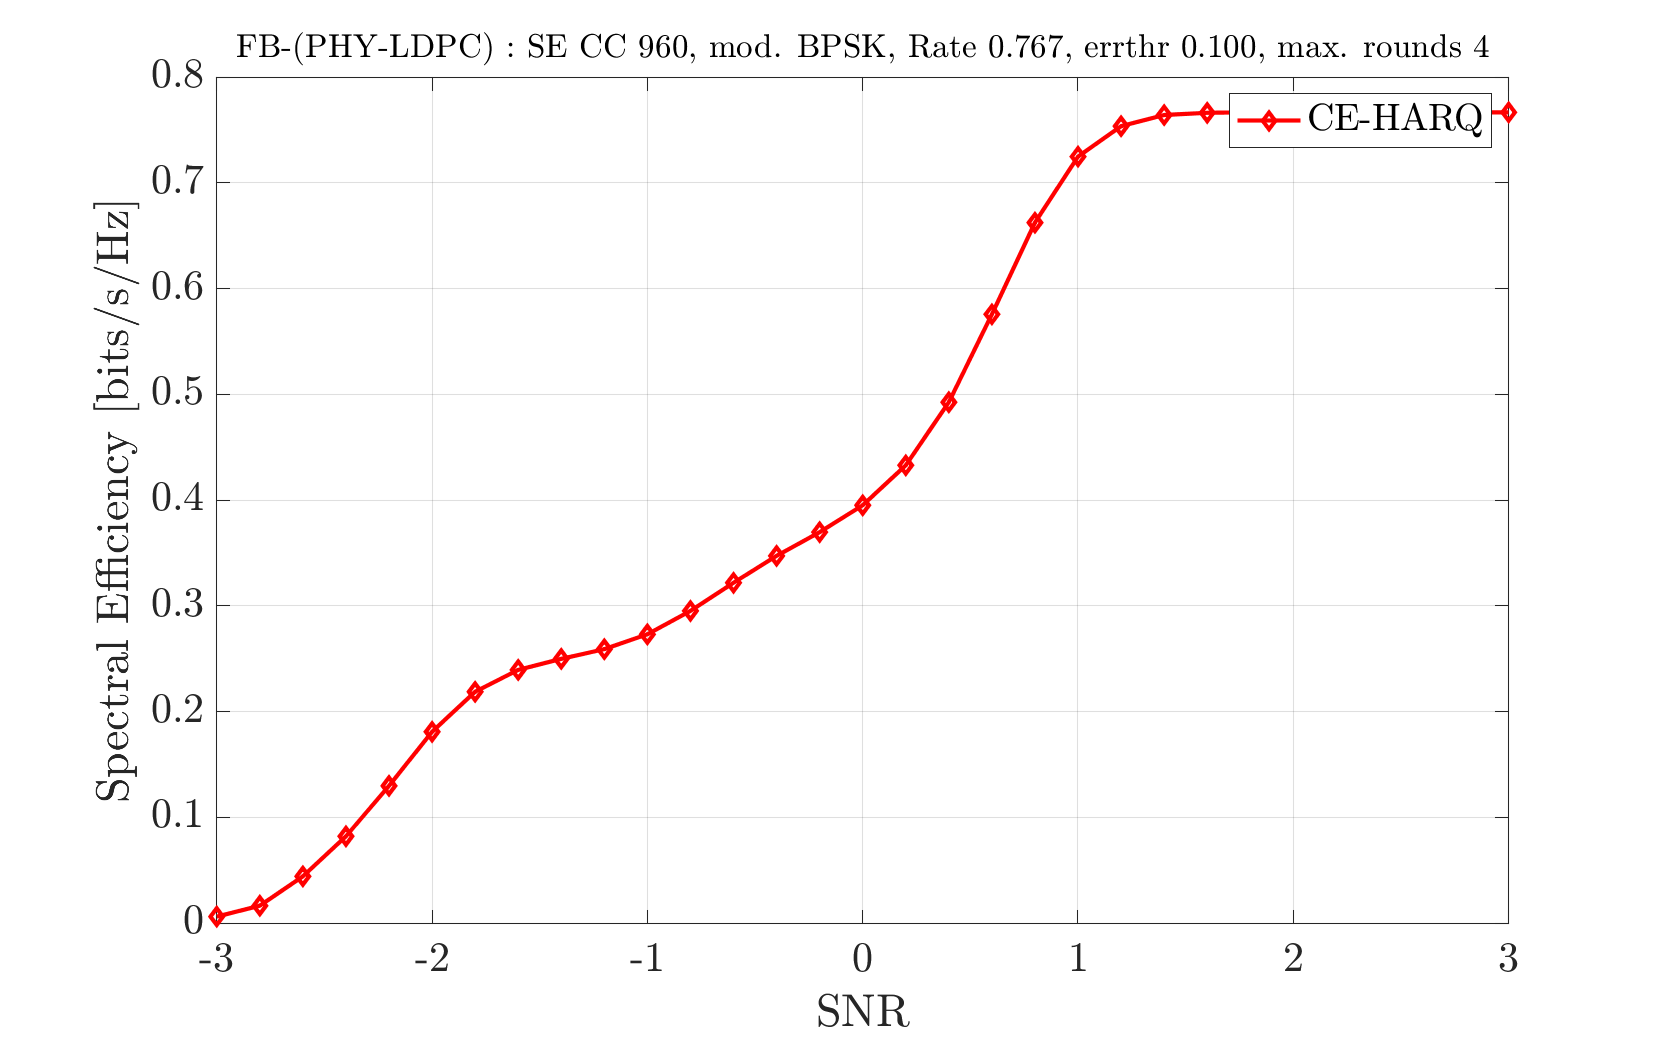 FB-(PHY-LDPC) : SE CC 960, mod. BPSK, Rate 0.767, errthr 0.100, max. rounds 4
CE-HARQ
0.8
0.7
0.6
0.5
0.4
0.3
0.2
0.1
0
Spectral Efficiency [bits/s/Hz]
-3 -2 -1 0 1 2 3
SNR